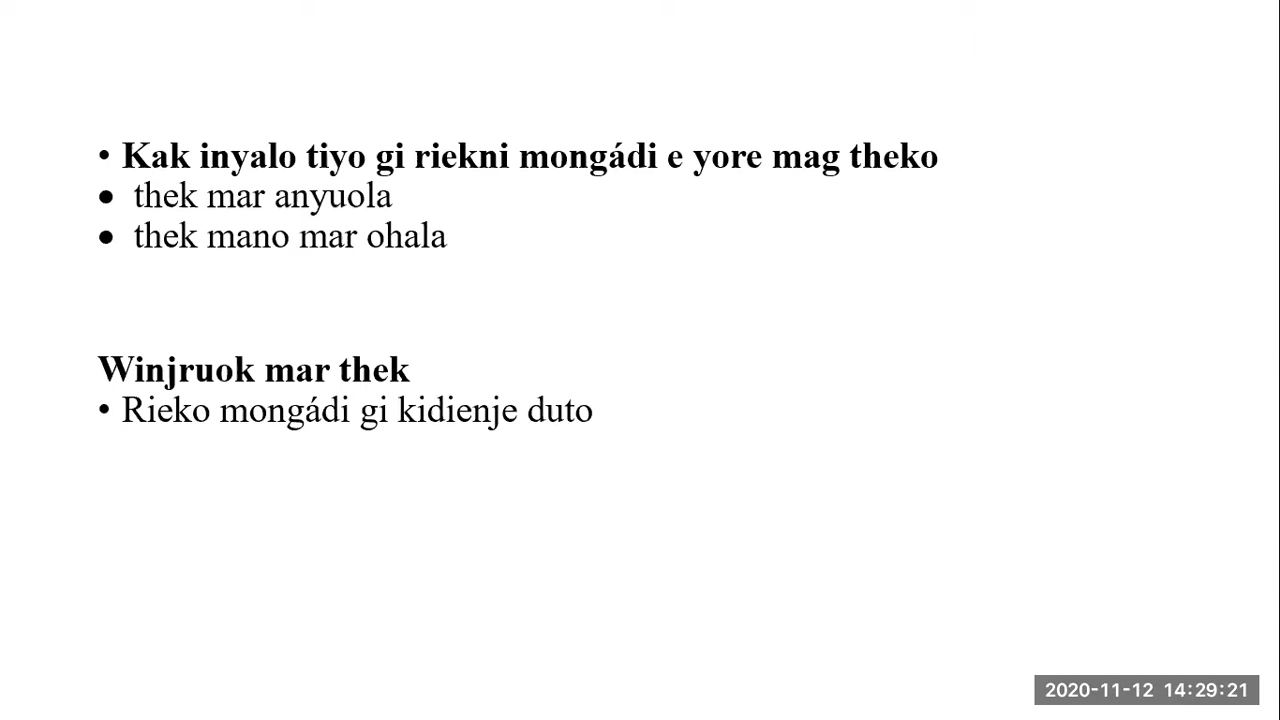 • Kak inyalo tiyo gi riekni mongádi e yore mag theko
• thek mar anyuola
• thek mano mar ohala
Winjruok mar thek
• Rieko mongádi gi kidienje duto
2020-11-12 14:29:21